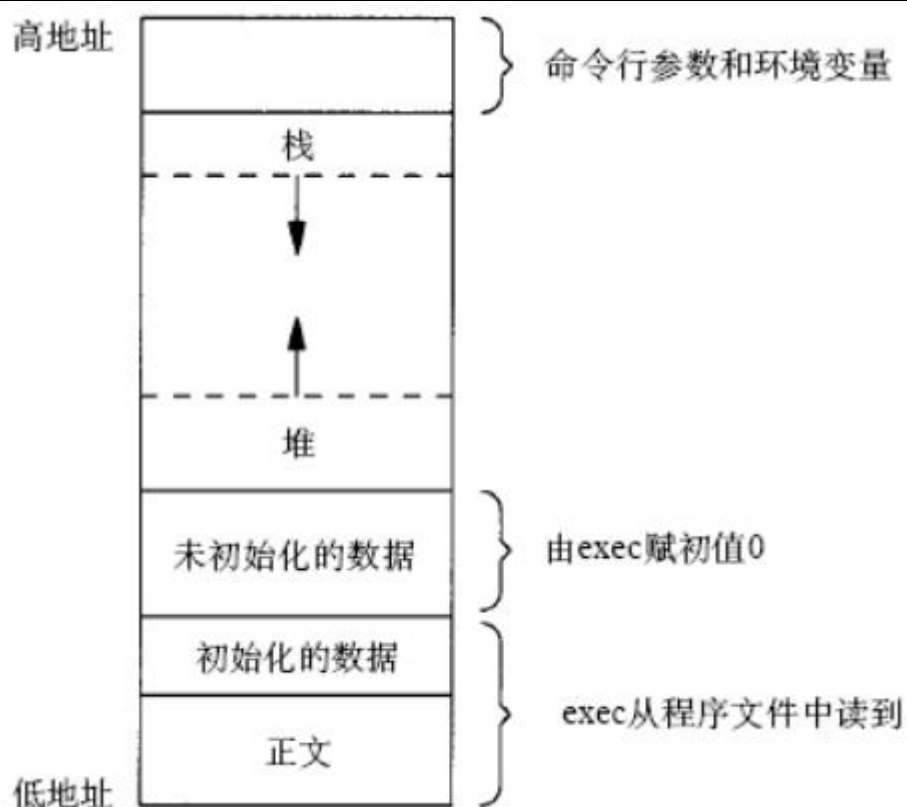 高地址
命令行参数和环境变量
栈
堆
未初始化的数据
由exec赋初值0
初始化的数据
exec从程序文件中读到
正文
低地址